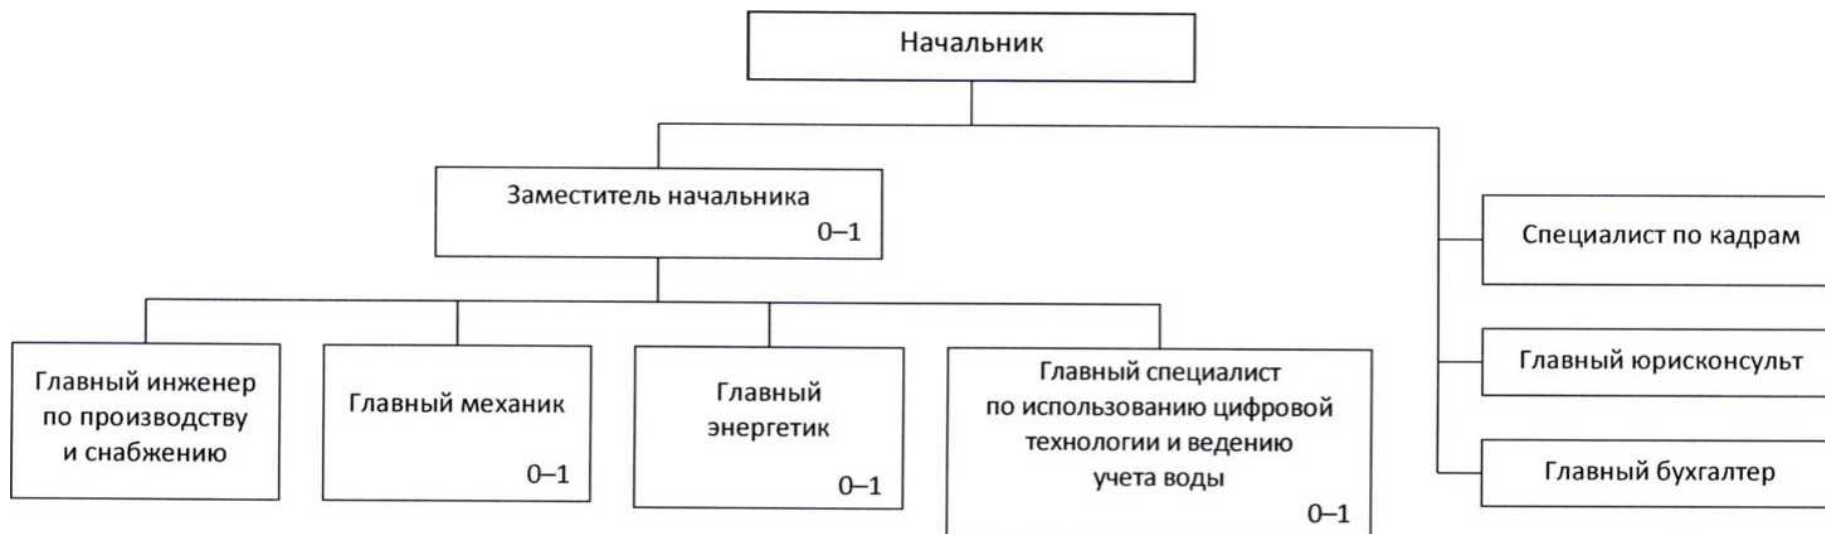 Начальник
Заместитель начальника
0–1
Специалист по кадрам
Главный юрисконсульт
Главный бухгалтер
Главный инженер
по производству
и снабжению
Главный механик
0–1
Главный
энергетик
0–1
Главный специалист
по использованию цифровой
технологии и ведению
учета воды
0–1